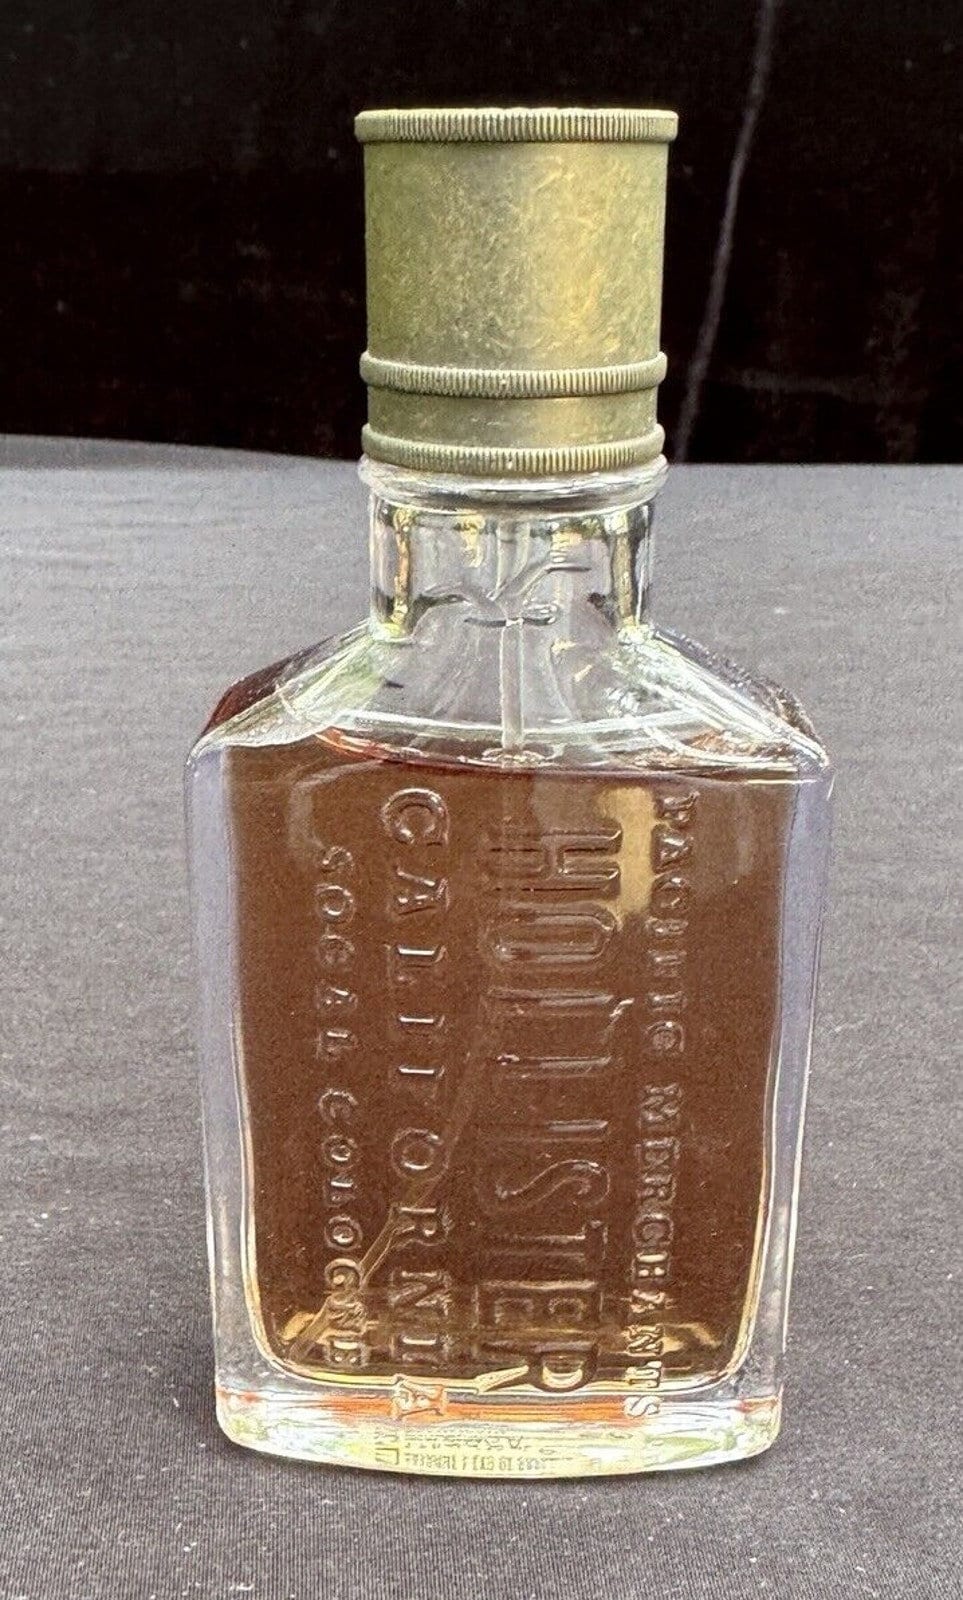 PACIFIC MERCHANTS
HOLLISTER
CALIFORNIA
SOCAL COLOGNE